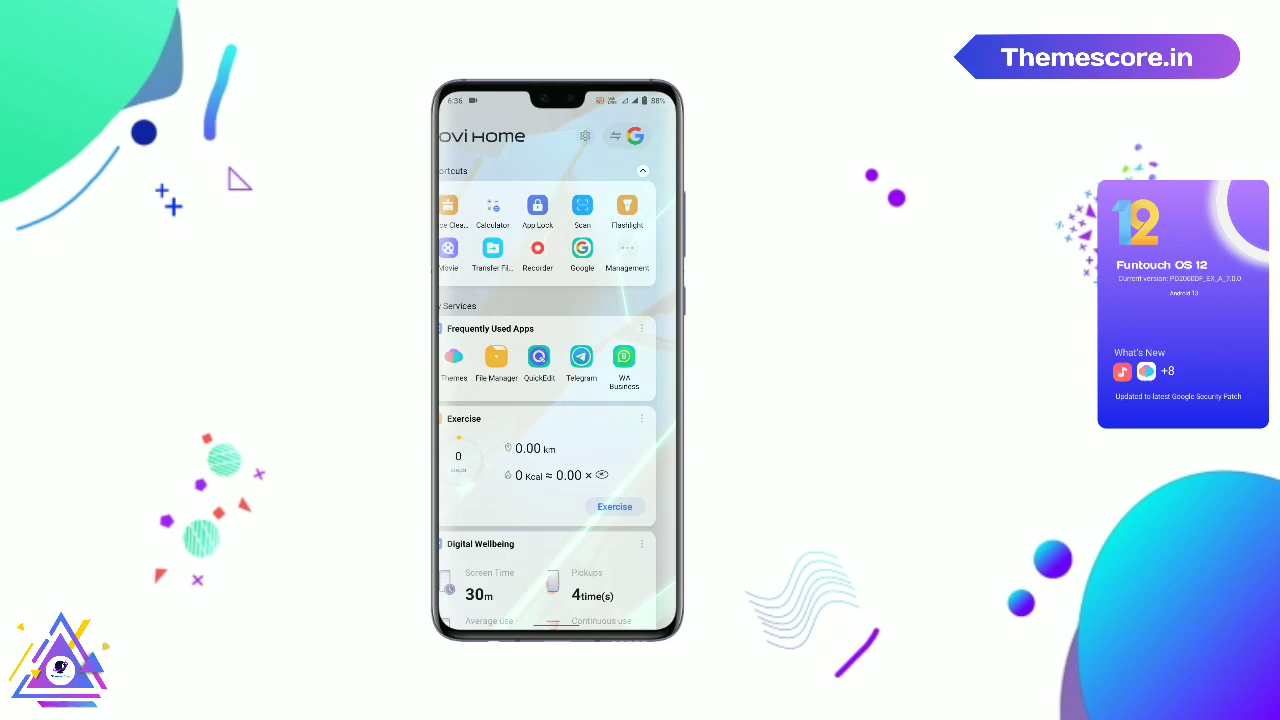 Themescore.in
6:36
88%
ovi Home
ortcuts
Calculator
App Lock
Scan
Flashlight
Movie
Transfer Fil...
Recorder
Google
Management
Services
Frequently Used Apps
Themes
File Manager
QuickEdit
Telegram
WA
Business
Exercise
0
steps
0.00 km
0 Kcal ≈ 0.00 ×
Exercise
Digital Wellbeing
Screen Time
30m
Pickups
4time(s)
Average use
Continuous use
12
Funtouch OS 12
Current version: PD2060DF_EX_A_7.0.0
Android 13
What's New
+8
Updated to latest Google Security Patch